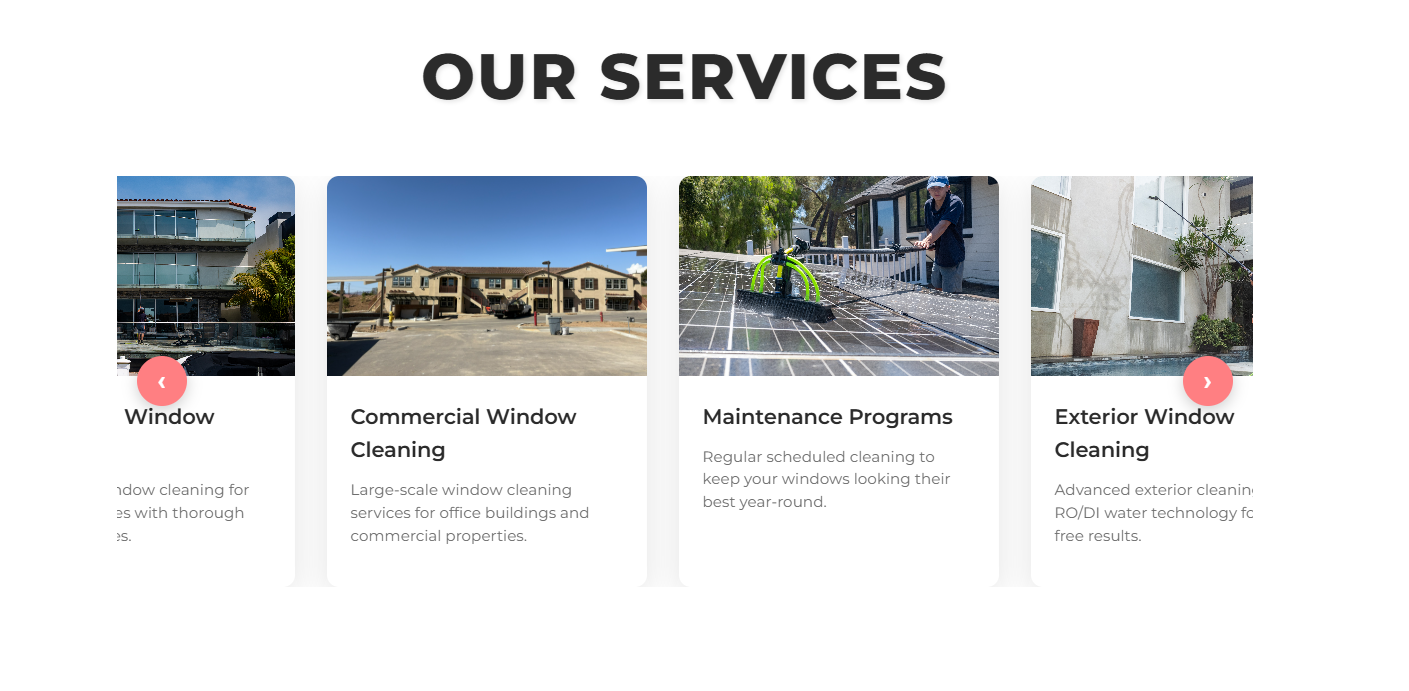 OUR SERVICES
‹
Window
ndow cleaning for
es with thorough
es.
Commercial Window
Cleaning
Large-scale window cleaning
services for office buildings and
commercial properties.
Maintenance Programs
Regular scheduled cleaning to
keep your windows looking their
best year-round.
›
Exterior Window
Cleaning
Advanced exterior cleanin
RO/DI water technology fo
free results.